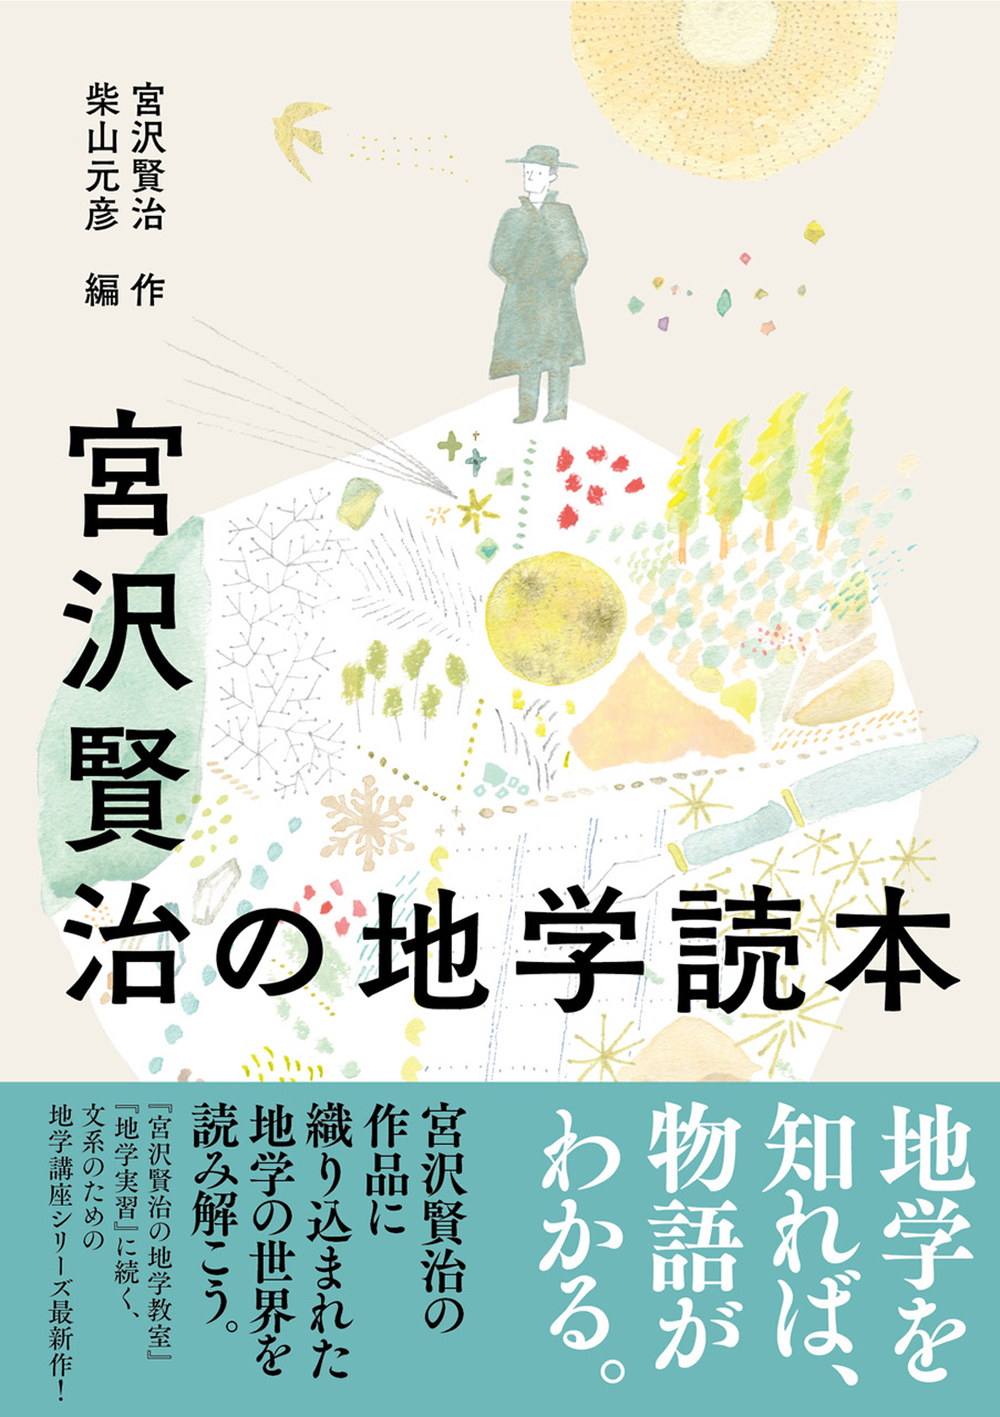 宮沢賢治 作
柴山元彦 編
宮沢賢治の地学読本
地学を
知れば、
物語が
わかる。
宮沢賢治の
作品に
織り込まれた
地学の世界を
読み解こう。
『宮沢賢治の地学教室』
『地学実習』に続く、
文系のための
地学講座シリーズ最新作！